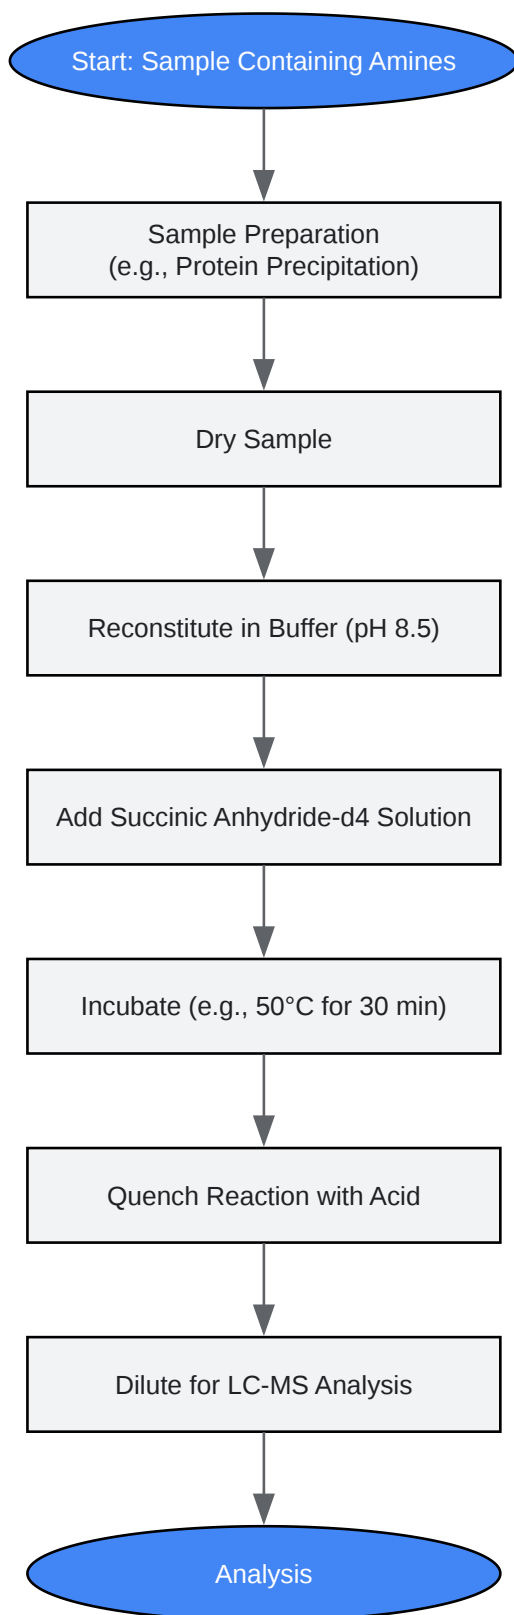 Start: Sample Containing Amines
Sample Preparation
(e.g., Protein Precipitation)
Dry Sample
Reconstitute in Buffer (pH 8.5)
Add Succinic Anhydride-d4 Solution
Incubate (e.g., 50°C for 30 min)
Quench Reaction with Acid
Dilute for LC-MS Analysis
Analysis